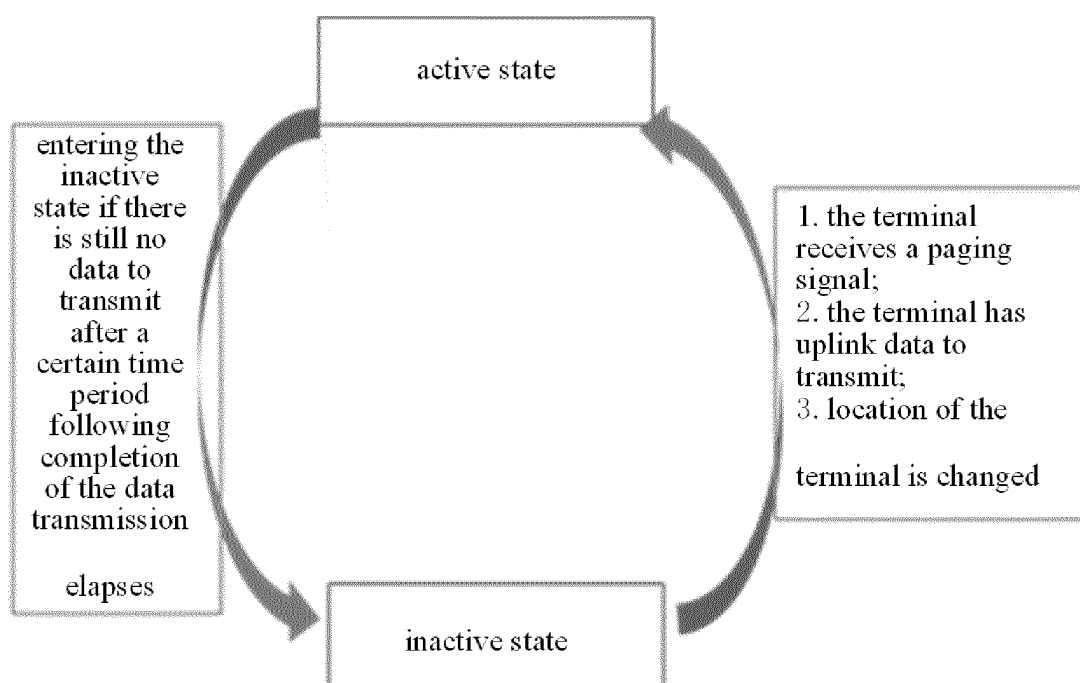 active state
entering the
inactive
state if there
is still no
data to
transmit
after a
certain time
period
following
completion
of the data
transmission
elapses
1. the terminal
receives a paging
signal;
2. the terminal has
uplink data to
transmit;
3. location of the
terminal is changed
inactive state